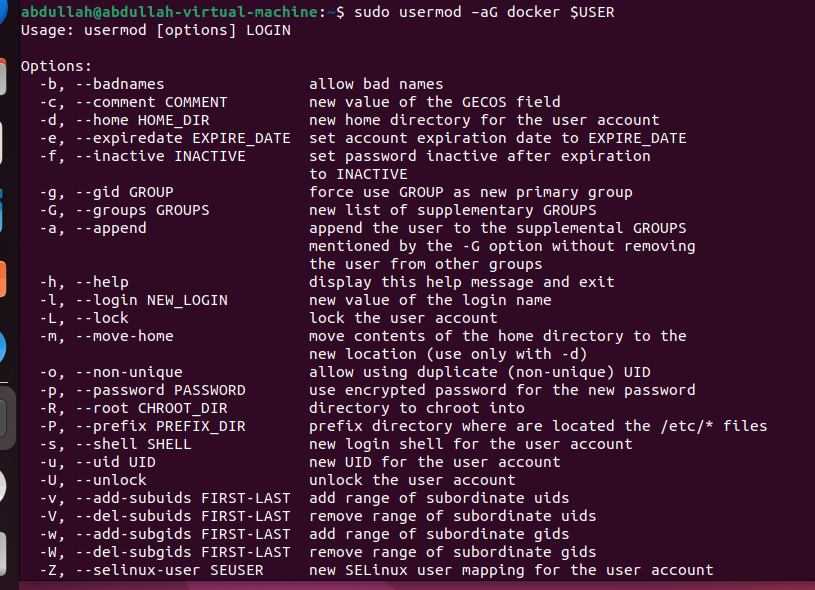 abdullah@abdullah-virtual-machine:~$ sudo usermod –aG docker $USER
Usage: usermod [options] LOGIN

Options:
  -b, --badnames                allow bad names
  -c, --comment COMMENT         new value of the GECOS field
  -d, --home HOME_DIR           new home directory for the user account
  -e, --expiredate EXPIRE_DATE  set account expiration date to EXPIRE_DATE
  -f, --inactive INACTIVE       set password inactive after expiration
                                to INACTIVE
  -g, --gid GROUP               force use GROUP as new primary group
  -G, --groups GROUPS           new list of supplementary GROUPS
  -a, --append                  append the user to the supplemental GROUPS
                                mentioned by the -G option without removing
                                the user from other groups
  -h, --help                    display this help message and exit
  -l, --login NEW_LOGIN         new value of the login name
  -L, --lock                    lock the user account
  -m, --move-home               move contents of the home directory to the
                                new location (use only with -d)
  -o, --non-unique              allow using duplicate (non-unique) UID
  -p, --password PASSWORD       use encrypted password for the new password
  -R, --root CHROOT_DIR         directory to chroot into
  -P, --prefix PREFIX_DIR       prefix directory where are located the /etc/* files
  -s, --shell SHELL             new login shell for the user account
  -u, --uid UID                 new UID for the user account
  -U, --unlock                  unlock the user account
  -v, --add-subuids FIRST-LAST  add range of subordinate uids
  -V, --del-subuids FIRST-LAST  remove range of subordinate uids
  -w, --add-subgids FIRST-LAST  add range of subordinate gids
  -W, --del-subgids FIRST-LAST  remove range of subordinate gids
  -Z, --selinux-user SEUSER     new SELinux user mapping for the user account